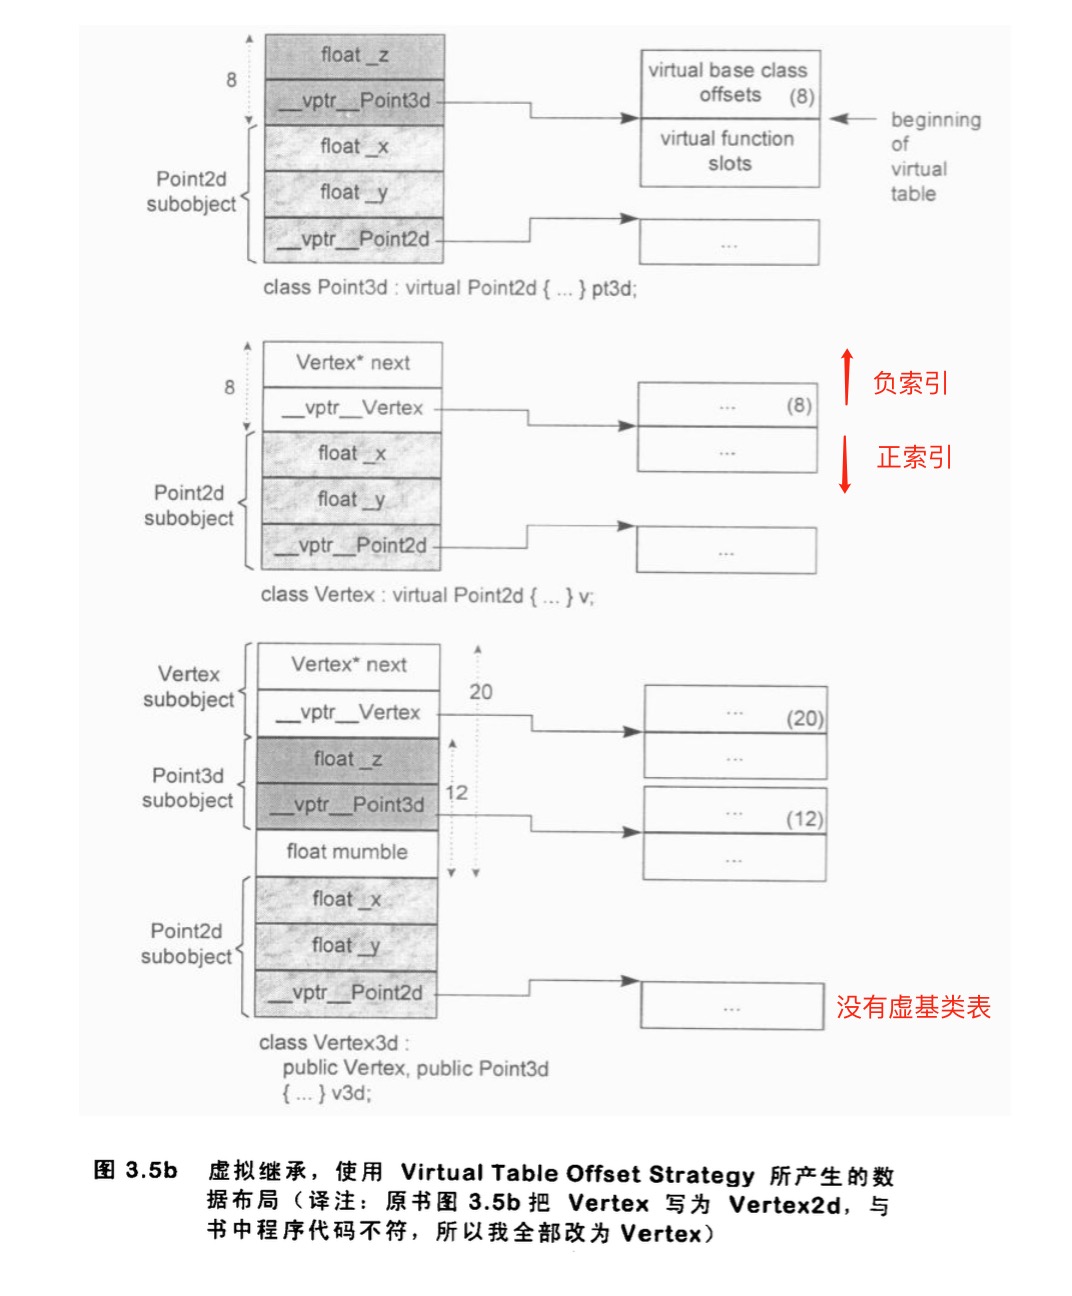 float _z
8
__vptr__Point3d
float _x
float _y
__vptr__Point2d
Point2d
subobject
virtual base class
offsets (8)
virtual function
slots
beginning
of
virtual
table
...
class Point3d : virtual Point2d { ... } pt3d;
Vertex* next
8
__vptr__Vertex
float _x
float _y
__vptr__Point2d
Point2d
subobject
... (8)
...
...
负索引
正索引
class Vertex : virtual Point2d { ... } v;
Vertex
subobject
Vertex* next
__vptr__Vertex
20
Point3d
subobject
float _z
__vptr__Point3d
12
float mumble
Point2d
subobject
float _x
float _y
__vptr__Point2d
... (20)
...
... (12)
...
...
没有虚基类表
class Vertex3d :
public Vertex, public Point3d
{ ... } v3d;
图 3.5b 虚拟继承，使用 Virtual Table Offset Strategy 所产生的数
据布局（译注：原书图 3.5b 把 Vertex 写为 Vertex2d，与
书中程序代码不符，所以我全部改为 Vertex）